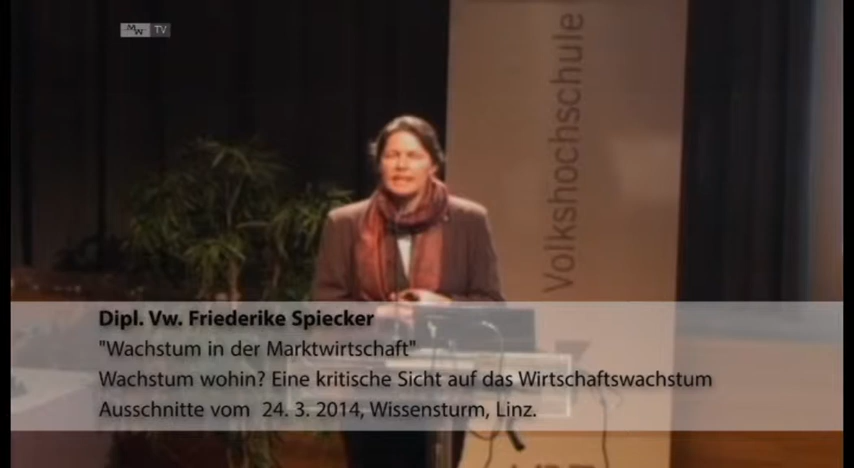 MW TV
Volkshochschule
Dipl. Vw. Friederike Spiecker
"Wachstum in der Marktwirtschaft"
Wachstum wohin? Eine kritische Sicht auf das Wirtschaftswachstum
Ausschnitte vom 24. 3. 2014, Wissensturm, Linz.